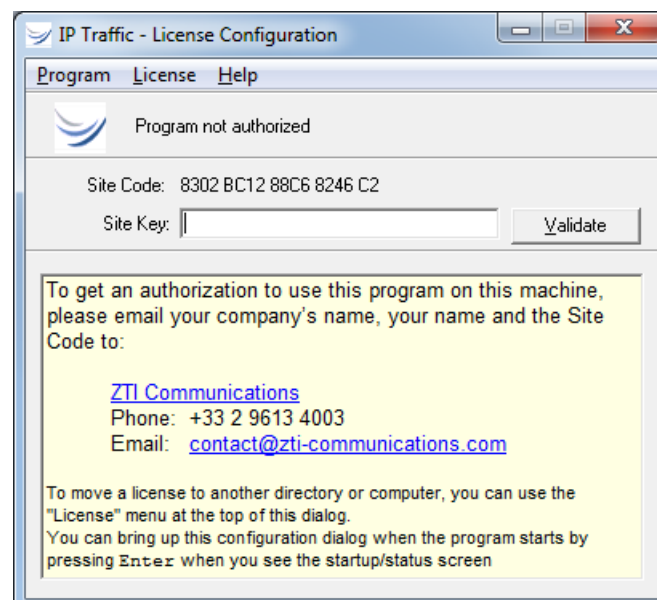 IP Traffic - License Configuration
Program License Help
Program not authorized
Site Code: 8302 BC12 88C6 8246 C2
Site Key:
Validate
To get an authorization to use this program on this machine,
please email your company's name, your name and the Site
Code to:
ZTI Communications
Phone: +33 2 9613 4003
Email: contact@zti-communications.com
To move a license to another directory or computer, you can use the
"License" menu at the top of this dialog.
You can bring up this configuration dialog when the program starts by
pressing Enter when you see the startup/status screen